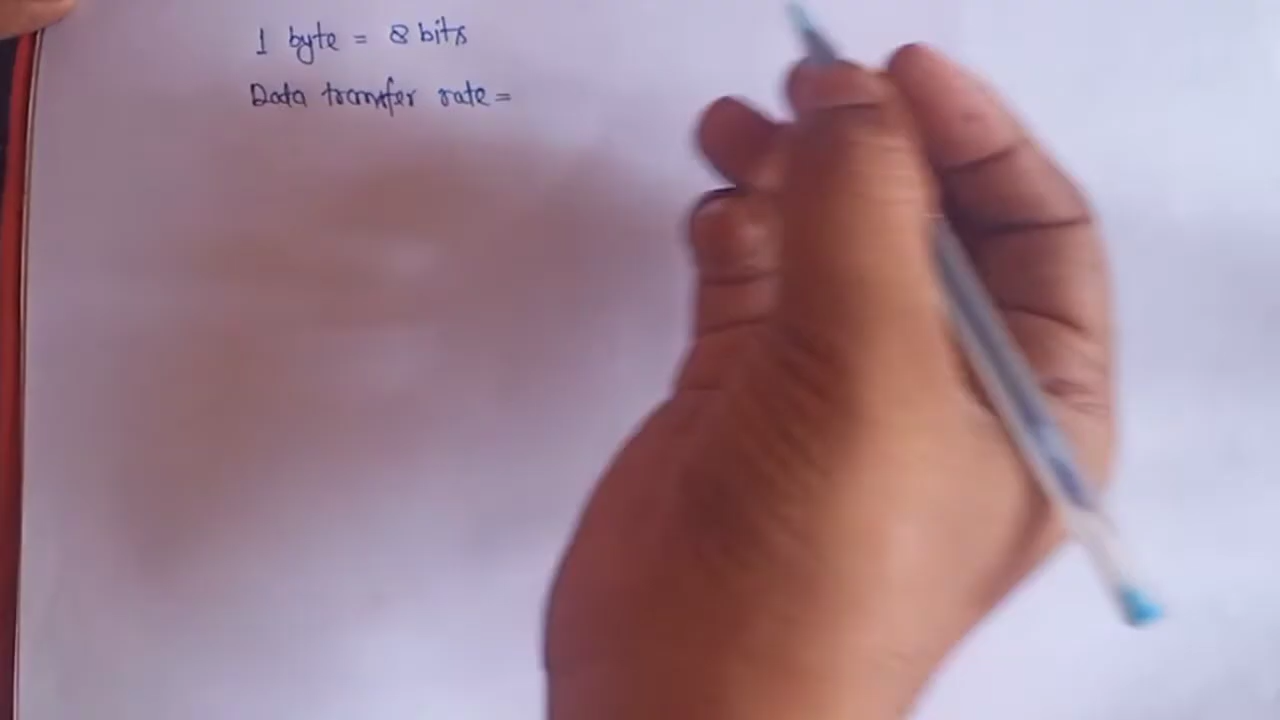 1 byte = 8 bits
Data transfer rate =